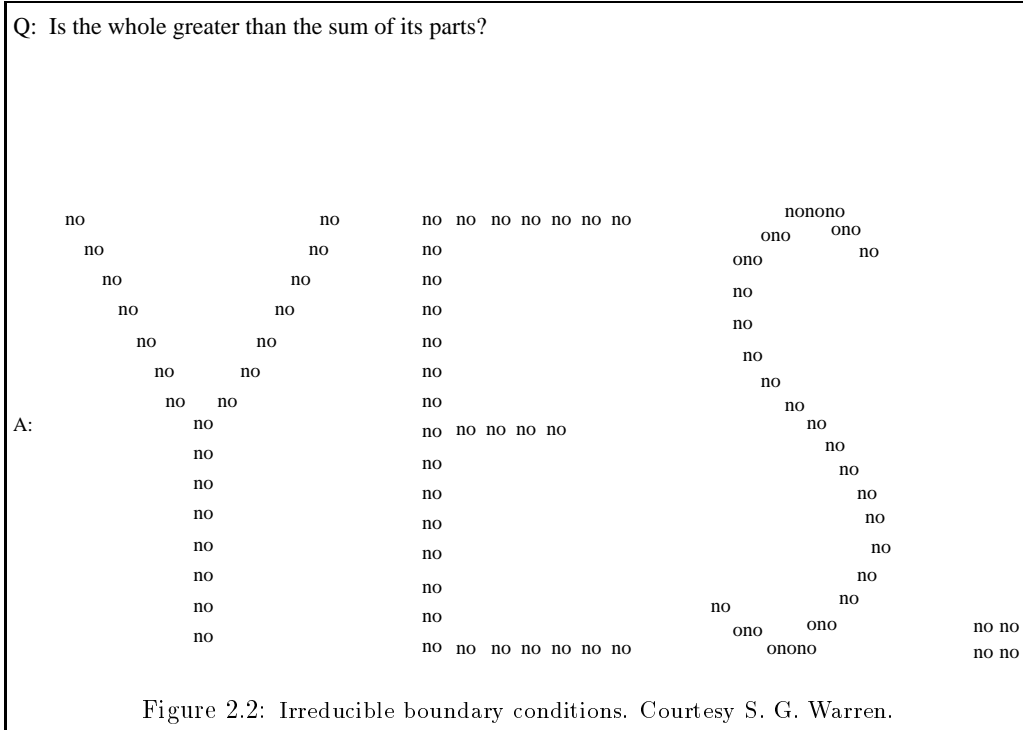 Q: Is the whole greater than the sum of its parts?
nonono
no no no no no no no no no ono ono
no no no no ono no
no no no no
no no no no no
no no no no
no no no no
no no no no
A: no no no no no no no no
no no no
no no no
no no no
no no no
no no no
no no no
no no no no
no no ono ono no no
no no no no no no no onono no no
Figure 2.2: Irreducible boundary conditions. Courtesy S. G. Warren.